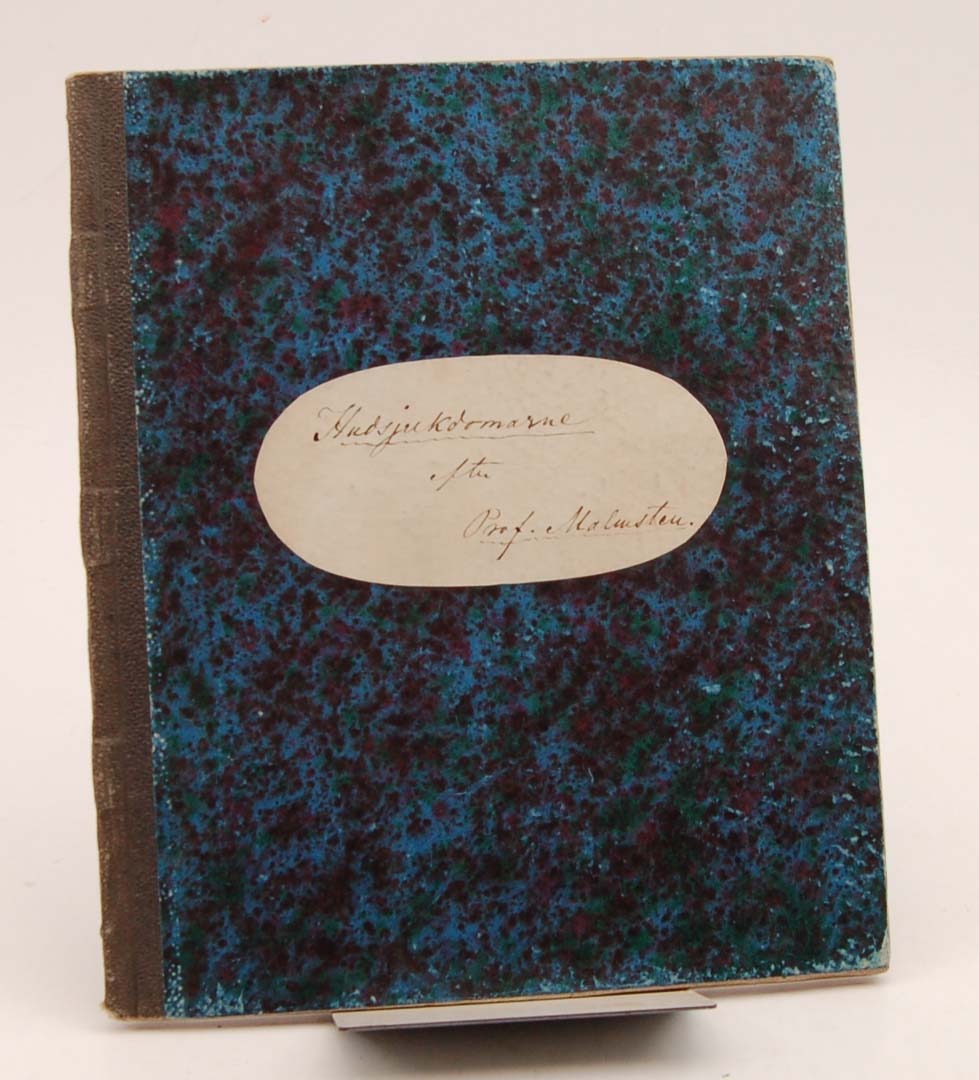 Hudsjukdomarne
efter
Prof. Malmsten.